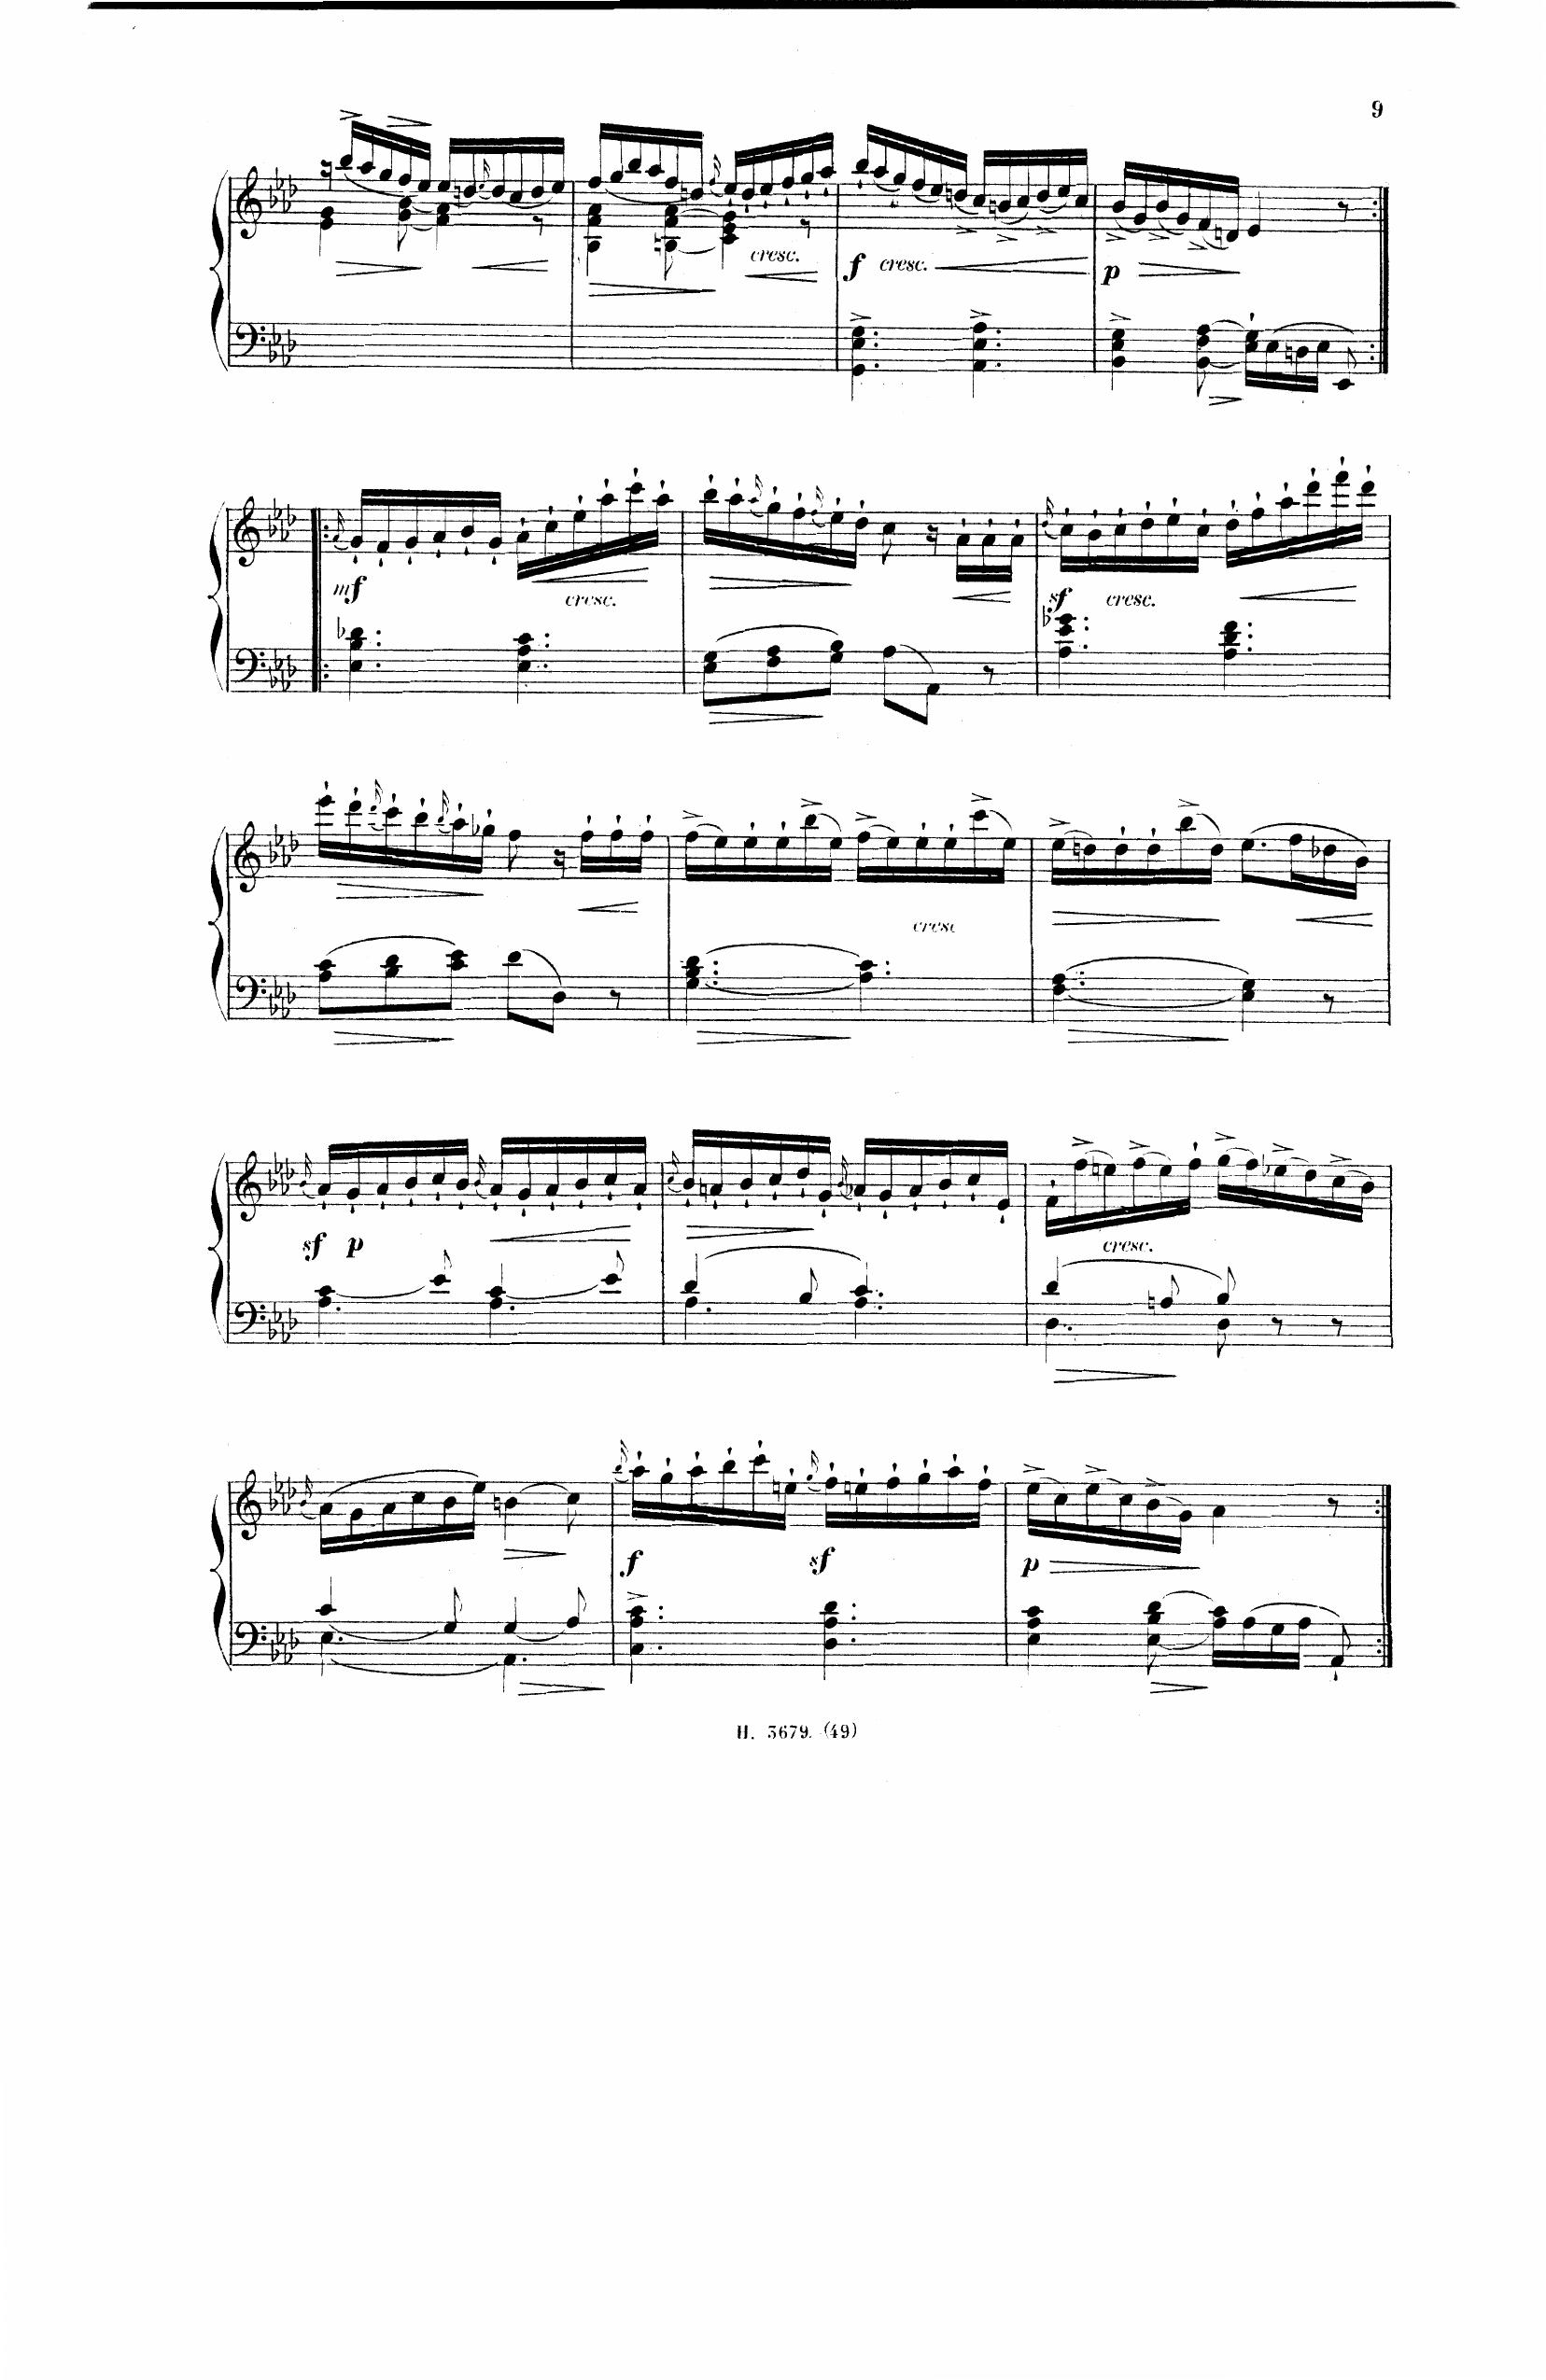 9
cresc.
f cresc.
p
mf
cresc.
sf
cresc.
cresc
sf p
cresc.
f
sf
p
H. 3679. (49)